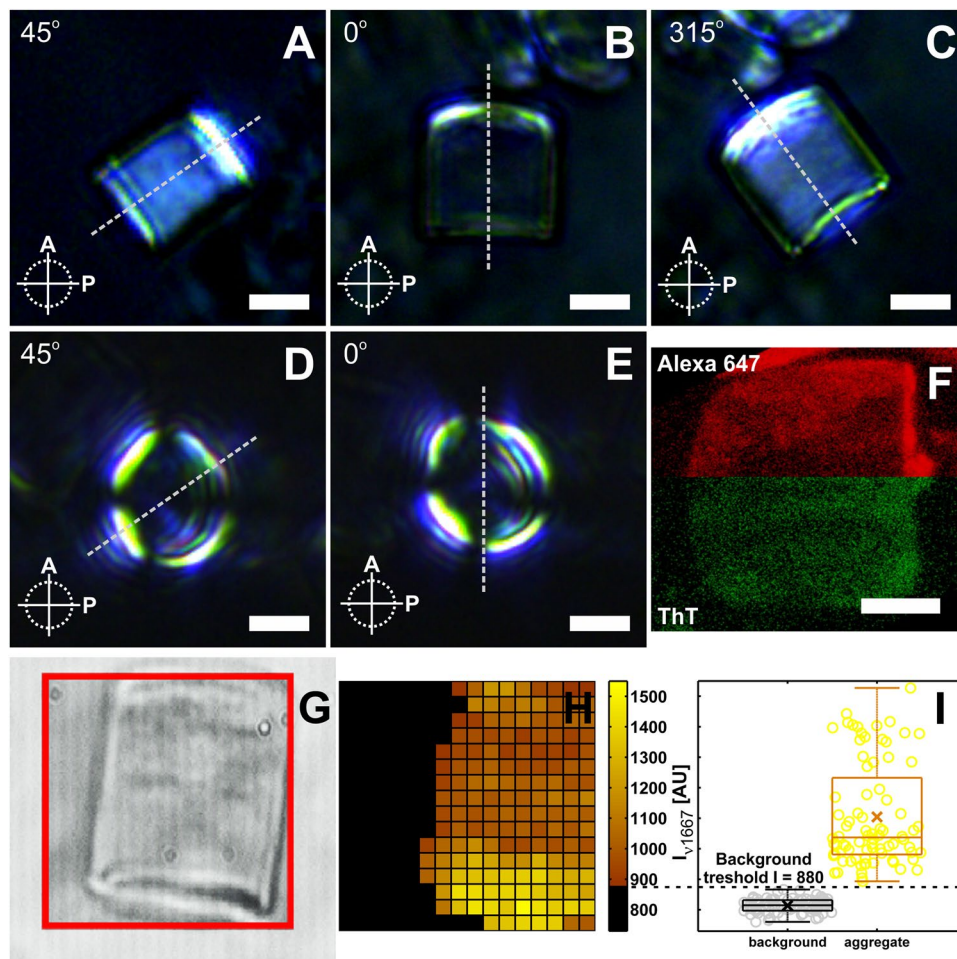 45° A
0° B
315° C
A
P
A
P
A
P
45° D
0° E
Alexa 647 F
ThT
A
P
A
P
G
H
1500
1400
1300
1200
1100
1000
900
800
I
Iν1667 [AU]
Background
treshold I = 880
background aggregate